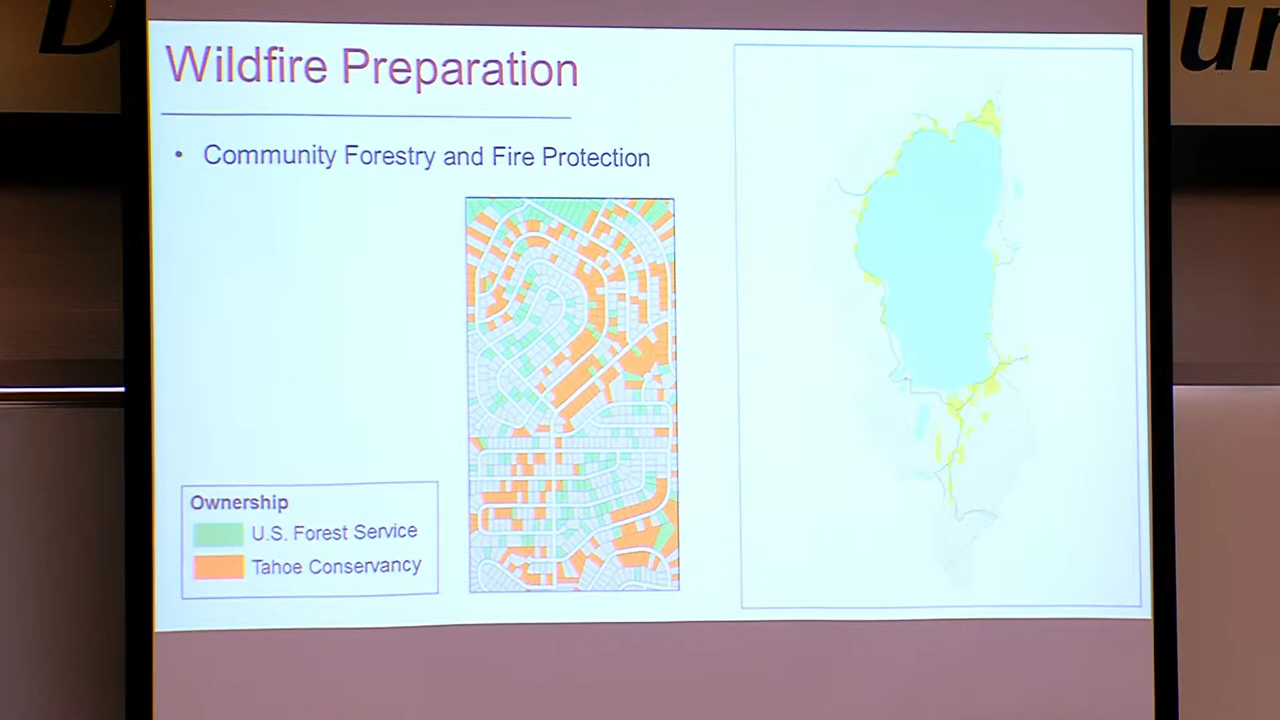 Wildfire Preparation
• Community Forestry and Fire Protection
Ownership
U.S. Forest Service
Tahoe Conservancy